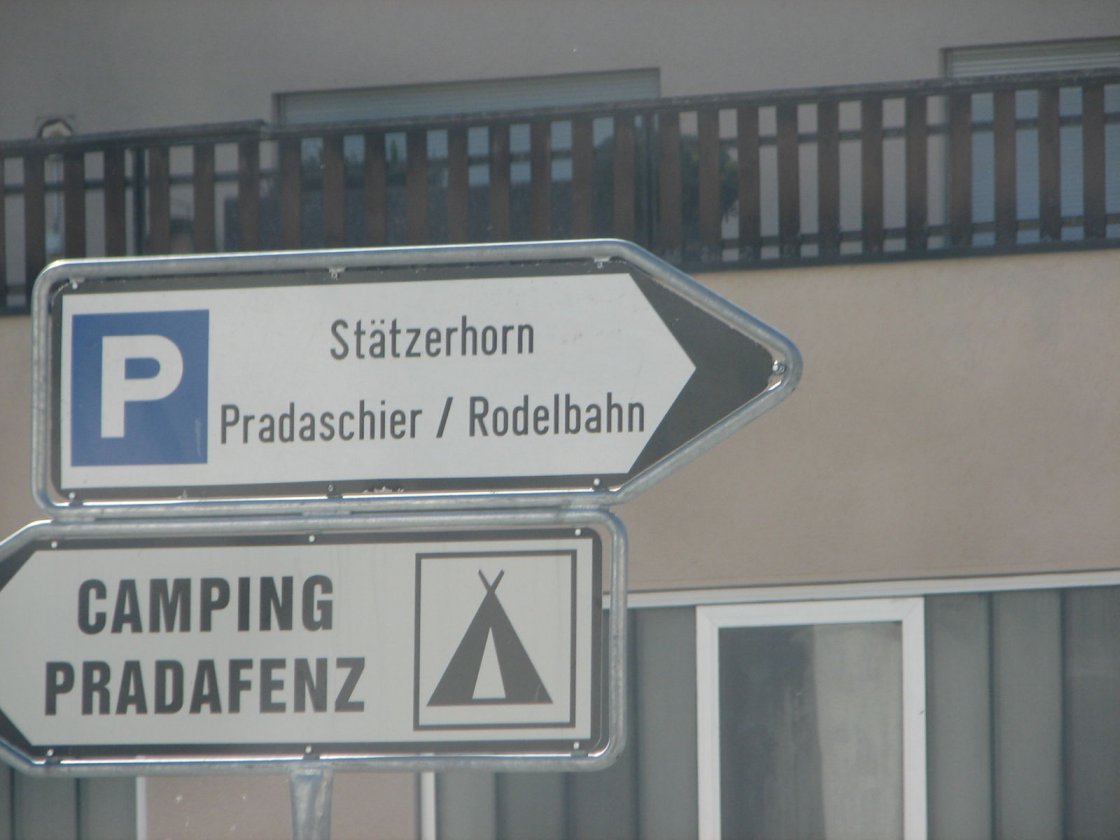 P
Stätzerhorn
Pradaschier / Rodelbahn
CAMPING
PRADAFENZ